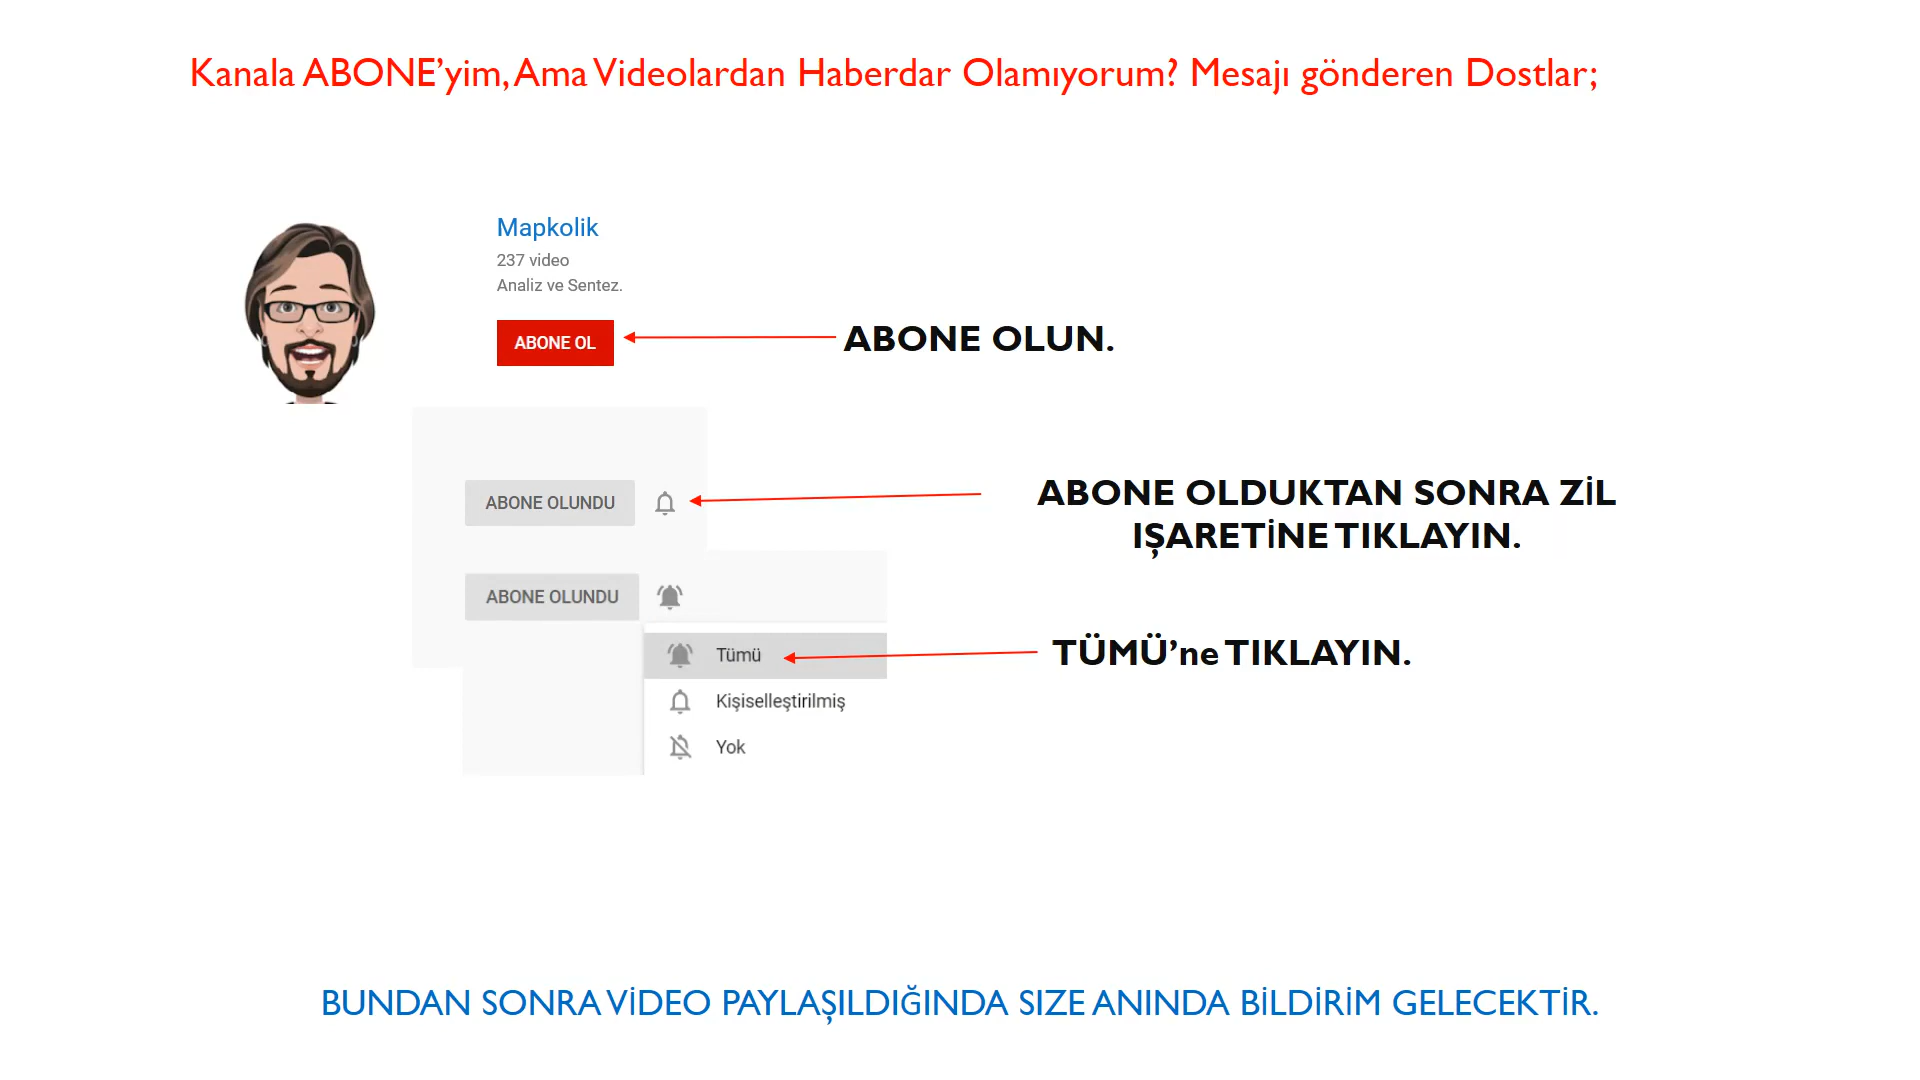 Kanala ABONE’yim, Ama Videolardan Haberdar Olamıyorum? Mesajı gönderen Dostlar;
Mapkolik
237 video
Analiz ve Sentez.
ABONE OL
ABONE OLUN.
ABONE OLUNDU
ABONE OLDUKTAN SONRA ZİL
IŞARETİNE TIKLAYIN.
ABONE OLUNDU
Tümü
TÜMÜ’ne TIKLAYIN.
Kişiselleştirilmiş
Yok
BUNDAN SONRA VİDEO PAYLAŞILDIĞINDA SIZE ANINDA BİLDİRİM GELECEKTİR.